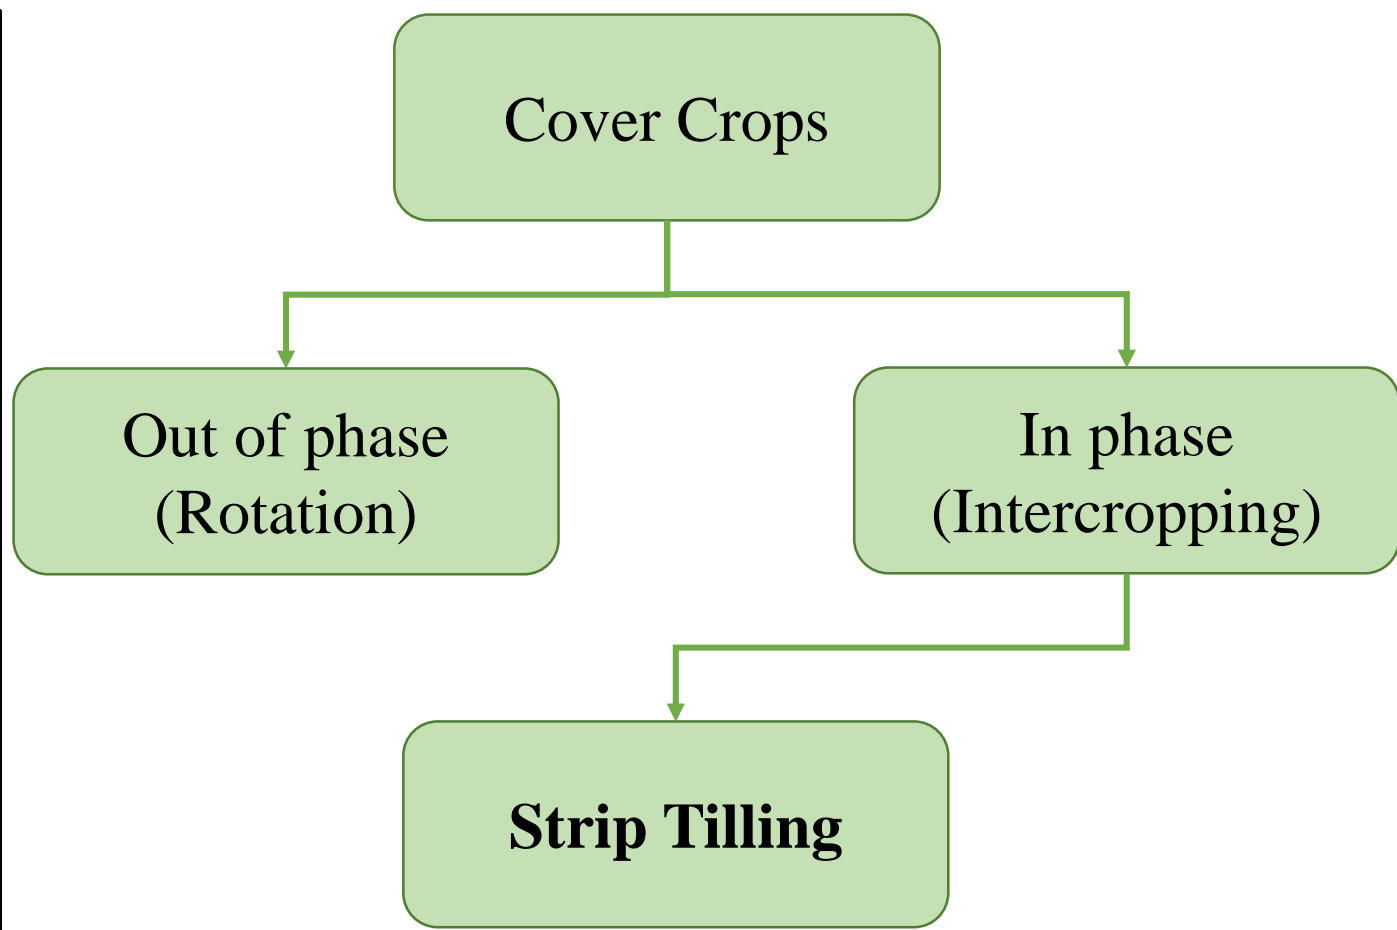 Cover Crops
Out of phase
(Rotation)
In phase
(Intercropping)
Strip Tilling